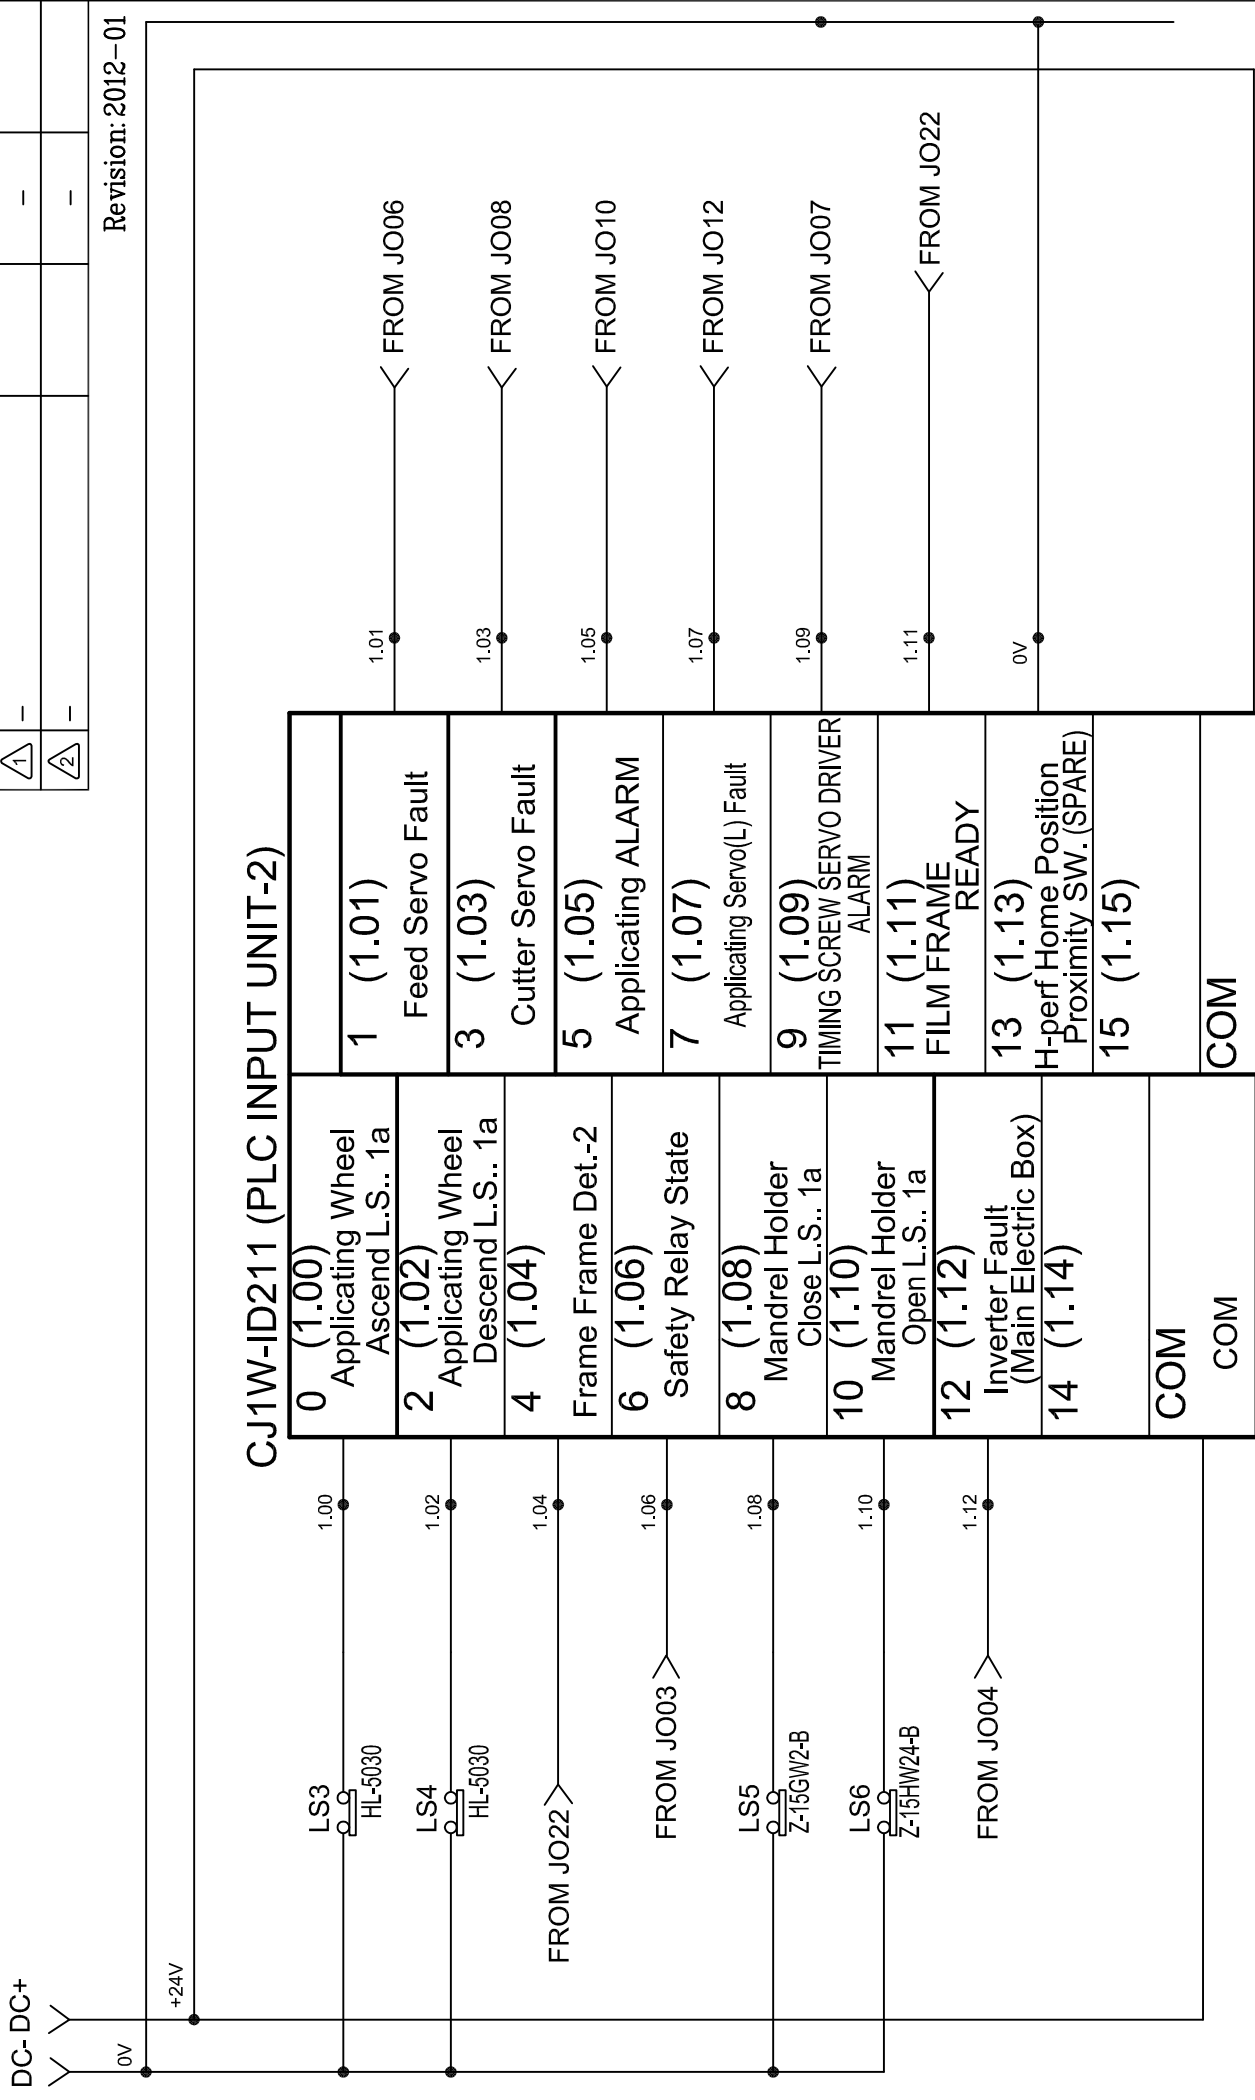 1
-
-
2
-
-
Revision: 2012-01
DC- DC+
0V
+24V
CJ1W-ID211 (PLC INPUT UNIT-2)
0 (1.00)
Applicating Wheel
Ascend L.S.. 1a
2 (1.02)
Applicating Wheel
Descend L.S.. 1a
4 (1.04)
Frame Frame Det.-2
6 (1.06)
Safety Relay State
8 (1.08)
Mandrel Holder
Close L.S.. 1a
10 (1.10)
Mandrel Holder
Open L.S.. 1a
12 (1.12)
Inverter Fault
(Main Electric Box)
14 (1.14)
COM
COM
1 (1.01)
Feed Servo Fault
3 (1.03)
Cutter Servo Fault
5 (1.05)
Applicating ALARM
7 (1.07)
Applicating Servo(L) Fault
9 (1.09)
TIMING SCREW SERVO DRIVER
ALARM
11 (1.11)
FILM FRAME
READY
13 (1.13)
H-perf Home Position
Proximity SW. (SPARE)
15 (1.15)
COM
LS3
HL-5030
1.00
LS4
HL-5030
1.02
FROM JO22
1.04
FROM JO03
1.06
LS5
Z-15GW2-B
1.08
LS6
Z-15HW24-B
1.10
FROM JO04
1.12
1.01
FROM JO06
1.03
FROM JO08
1.05
FROM JO10
1.07
FROM JO12
1.09
FROM JO07
1.11
FROM JO22
0V